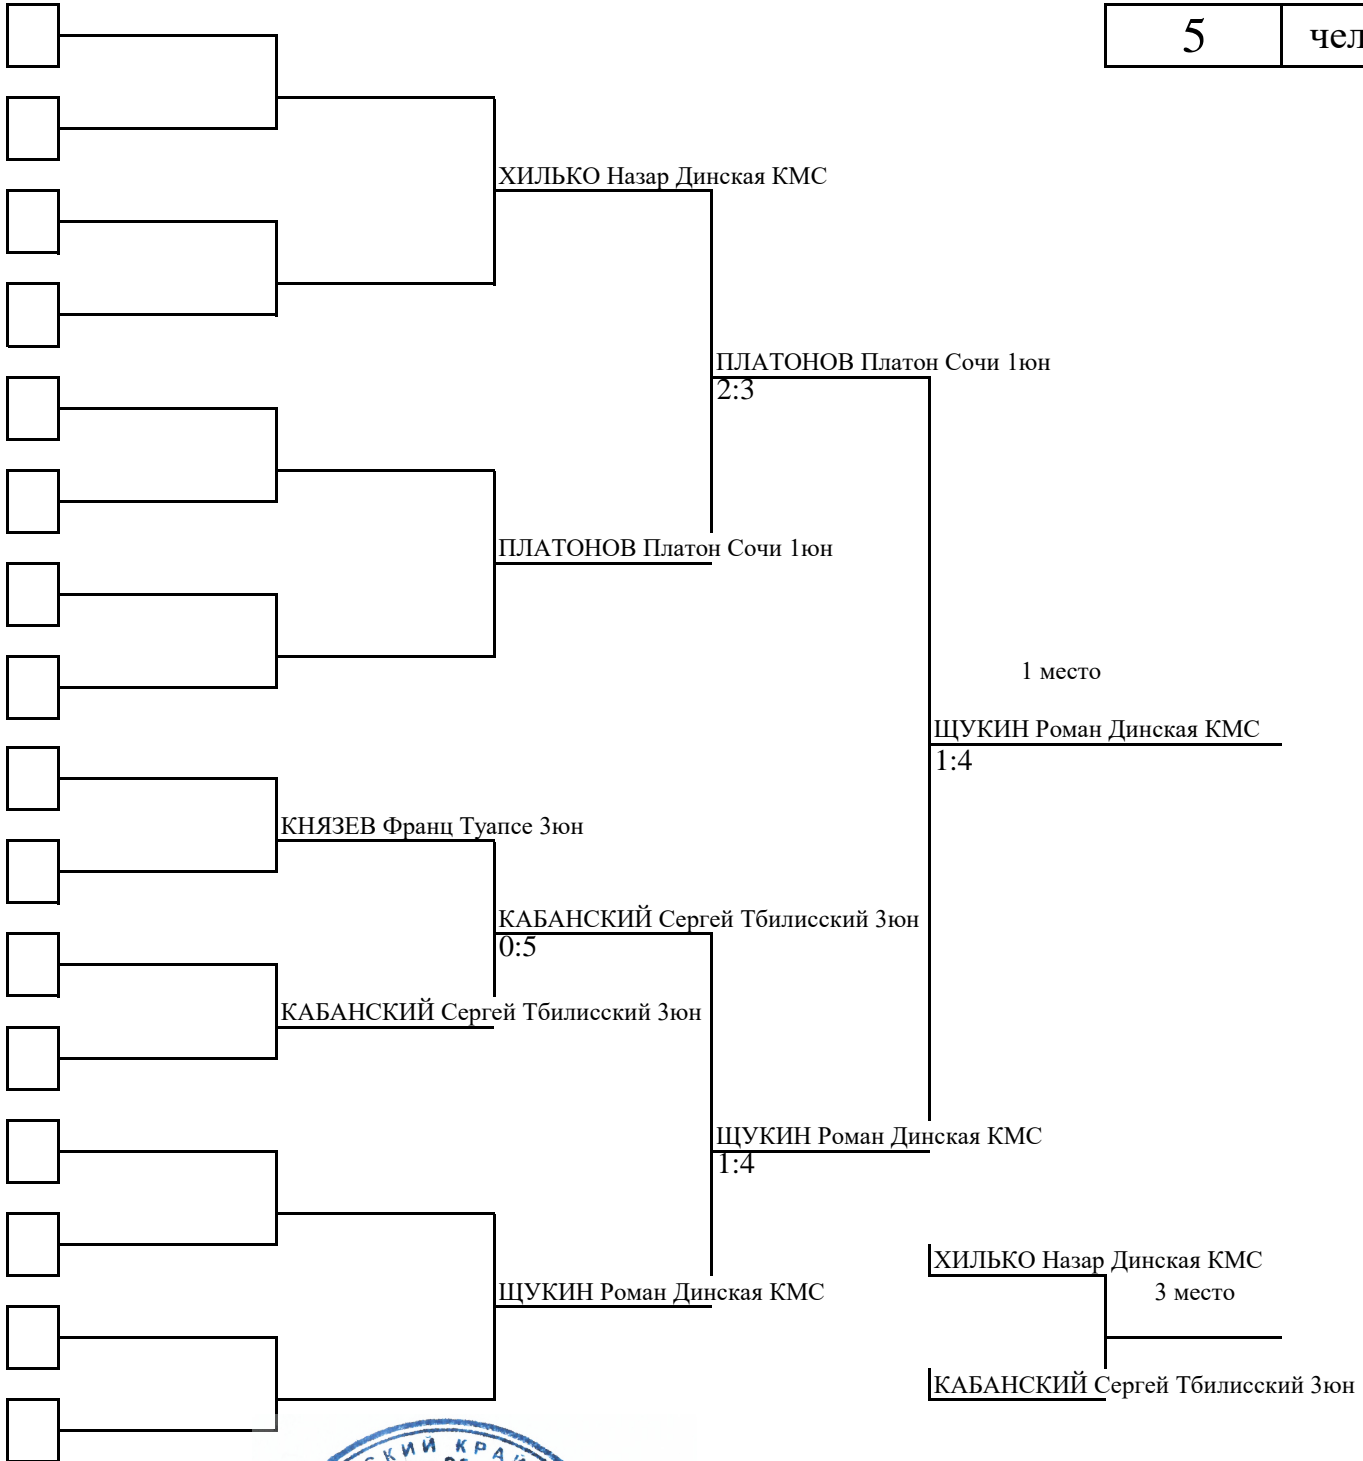 5 чел
ХИЛЬКО Назар Динская КМС
ПЛАТОНОВ Платон Сочи 1юн
2:3
ПЛАТОНОВ Платон Сочи 1юн
1 место
ЩУКИН Роман Динская КМС
1:4
КНЯЗЕВ Франц Туапсе 3юн
КАБАНСКИЙ Сергей Тбилисский 3юн
0:5
КАБАНСКИЙ Сергей Тбилисский 3юн
ЩУКИН Роман Динская КМС
1:4
ХИЛЬКО Назар Динская КМС
ЩУКИН Роман Динская КМС
3 место
КАБАНСКИЙ Сергей Тбилисский 3юн
СКИЙ КРАЙ